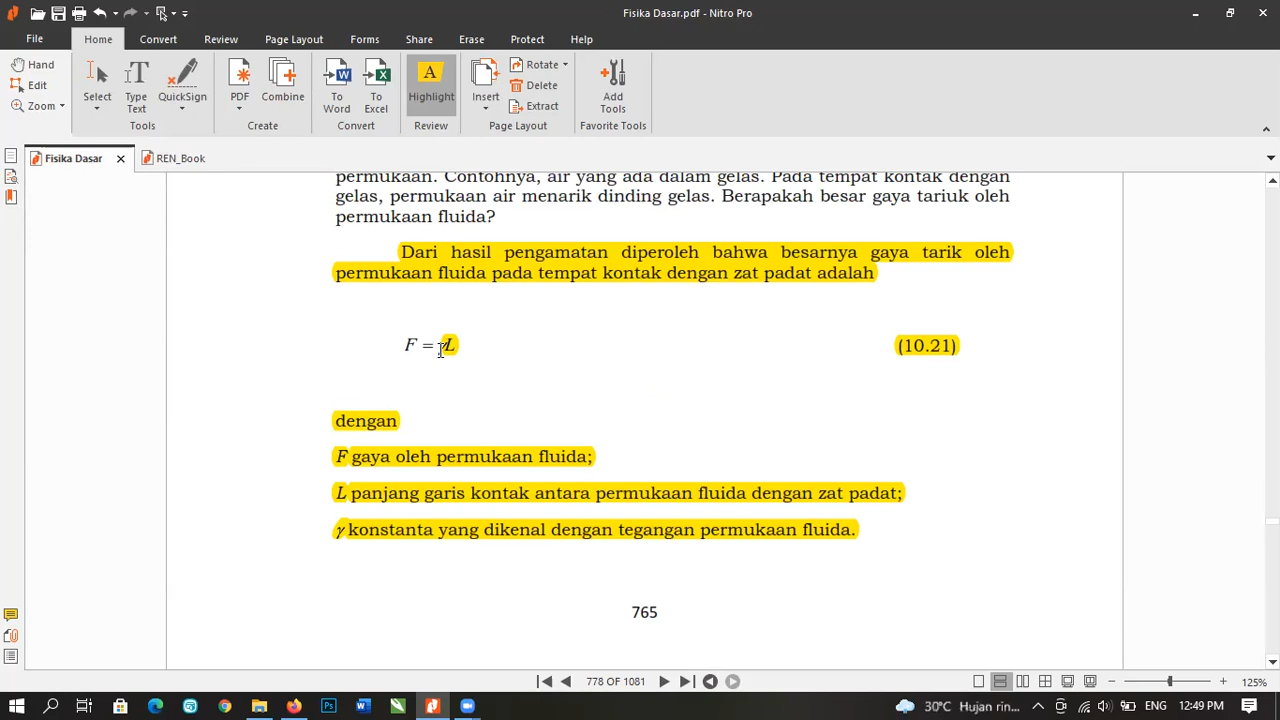 Fisika Dasar.pdf - Nitro Pro
File Home Convert Review Page Layout Forms Share Erase Protect Help
Hand
Edit
Zoom
Select
Type Text
QuickSign
Tools
PDF
Combine
Create
To Word
To Excel
Convert
A
Highlight
Review
Insert
Rotate
Delete
Extract
Page Layout
Add Tools
Favorite Tools
Fisika Dasar
REN_Book
permukaan. Contohnya, air yang ada dalam gelas. Pada tempat kontak dengan
gelas, permukaan air menarik dinding gelas. Berapakah besar gaya tariuk oleh
permukaan fluida?
Dari hasil pengamatan diperoleh bahwa besarnya gaya tarik oleh
permukaan fluida pada tempat kontak dengan zat padat adalah
F = γL (10.21)
dengan
F gaya oleh permukaan fluida;
L panjang garis kontak antara permukaan fluida dengan zat padat;
γ konstanta yang dikenal dengan tegangan permukaan fluida.
765
778 OF 1081
125%
30°C Hujan rin...
ENG 12:49 PM